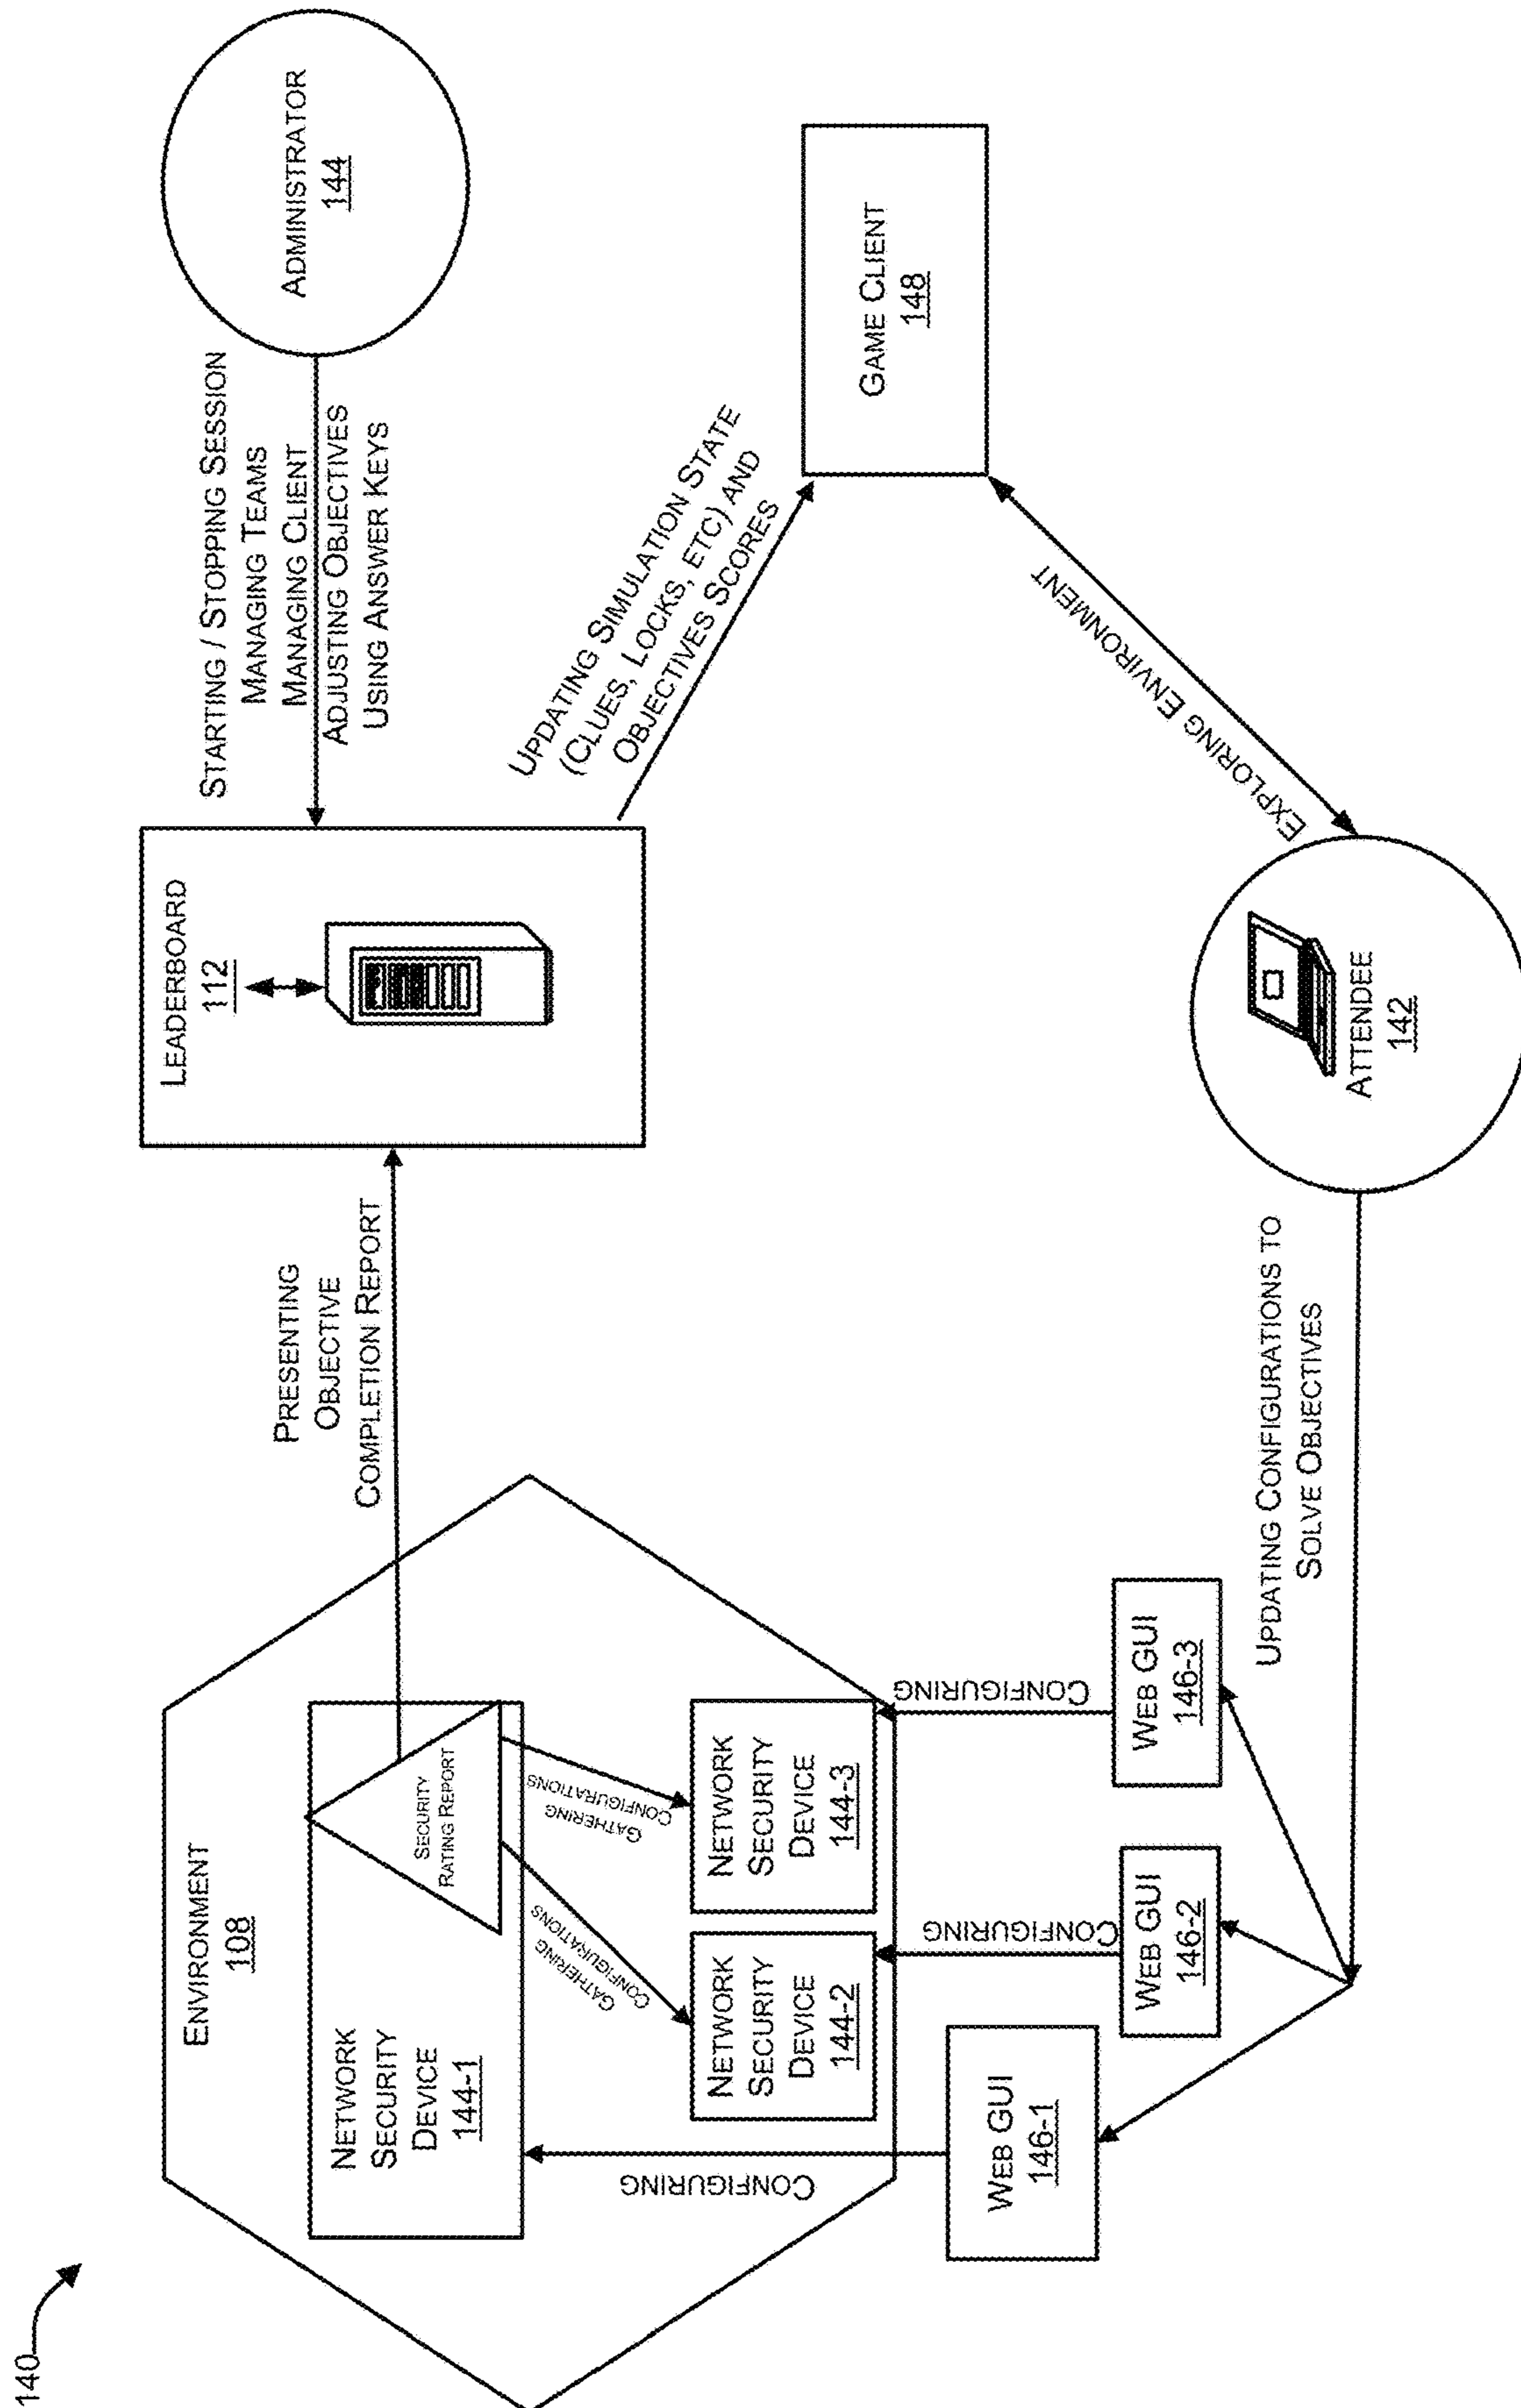 140
ENVIRONMENT
108
NETWORK
SECURITY
DEVICE
144-1
SECURITY
RATING REPORT
GATHERING
CONFIGURATIONS
GATHERING
CONFIGURATIONS
NETWORK
SECURITY
DEVICE
144-2
NETWORK
SECURITY
DEVICE
144-3
CONFIGURING
CONFIGURING
CONFIGURING
WEB GUI
146-1
WEB GUI
146-2
WEB GUI
146-3
PRESENTING
OBJECTIVE
COMPLETION REPORT
LEADERBOARD
112
STARTING / STOPPING SESSION
MANAGING TEAMS
MANAGING CLIENT
ADJUSTING OBJECTIVES
USING ANSWER KEYS
ADMINISTRATOR
144
UPDATING SIMULATION STATE
(CLUES, LOCKS, ETC) AND
OBJECTIVES SCORES
GAME CLIENT
148
EXPLORING ENVIRONMENT
ATTENDEE
142
UPDATING CONFIGURATIONS TO
SOLVE OBJECTIVES